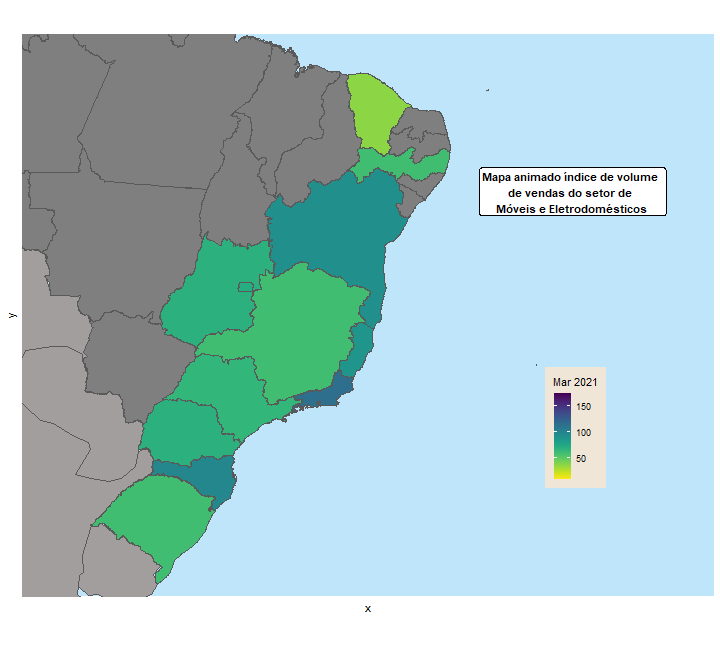 Mapa animado índice de volume
de vendas do setor de
Móveis e Eletrodomésticos
y
Mar 2021
150
100
50
x